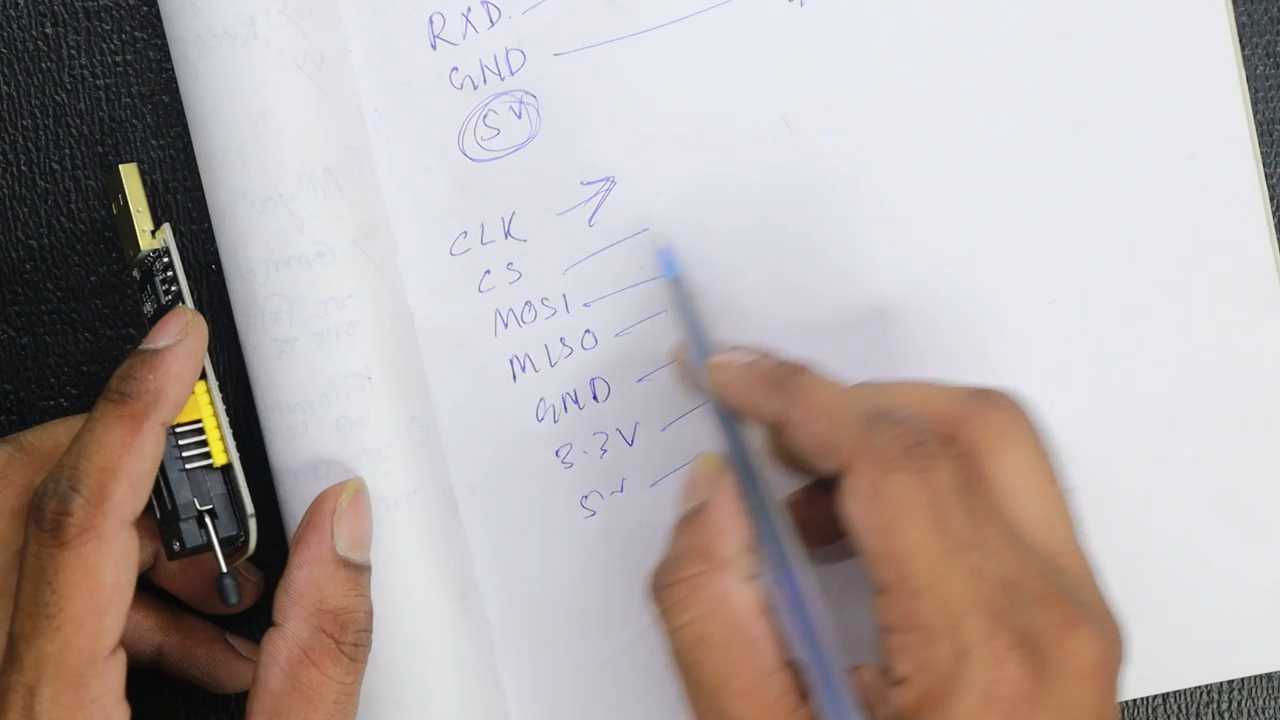 RXD
GND
5V
CLK
CS
MOSI
MISO
GND
3.3V
5v